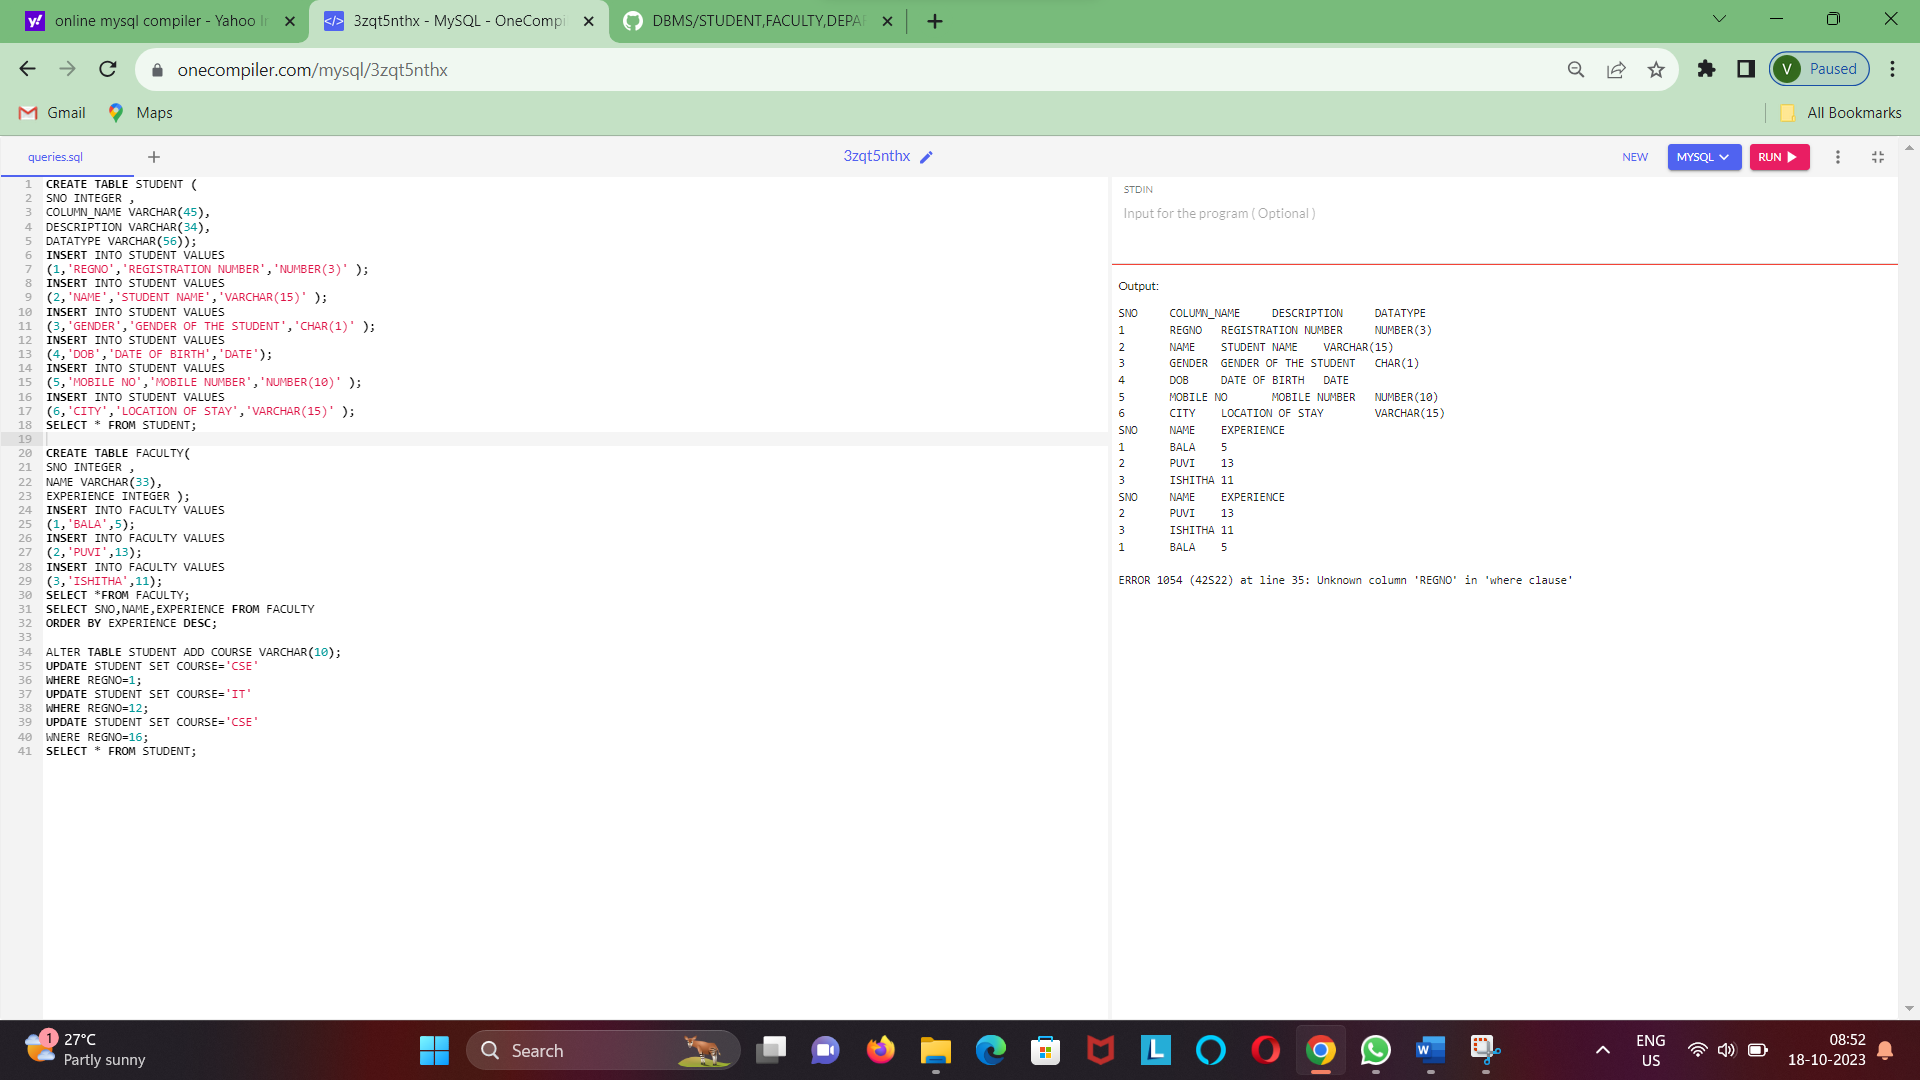 online mysql compiler - Yahoo I
3zqt5nthx - MySQL - OneCompi
DBMS/STUDENT,FACULTY,DEPAR
onecompiler.com/mysql/3zqt5nthx
V Paused
Gmail
Maps
All Bookmarks
queries.sql
3zqt5nthx
NEW
MYSQL
RUN
1 CREATE TABLE STUDENT (
2 SNO INTEGER ,
3 COLUMN_NAME VARCHAR(45),
4 DESCRIPTION VARCHAR(34),
5 DATATYPE VARCHAR(56));
6 INSERT INTO STUDENT VALUES
7 (1,'REGNO','REGISTRATION NUMBER','NUMBER(3)' );
8 INSERT INTO STUDENT VALUES
9 (2,'NAME','STUDENT NAME','VARCHAR(15)' );
10 INSERT INTO STUDENT VALUES
11 (3,'GENDER','GENDER OF THE STUDENT','CHAR(1)' );
12 INSERT INTO STUDENT VALUES
13 (4,'DOB','DATE OF BIRTH','DATE');
14 INSERT INTO STUDENT VALUES
15 (5,'MOBILE NO','MOBILE NUMBER','NUMBER(10)' );
16 INSERT INTO STUDENT VALUES
17 (6,'CITY','LOCATION OF STAY','VARCHAR(15)' );
18 SELECT * FROM STUDENT;
19
20 CREATE TABLE FACULTY(
21 SNO INTEGER ,
22 NAME VARCHAR(33),
23 EXPERIENCE INTEGER );
24 INSERT INTO FACULTY VALUES
25 (1,'BALA',5);
26 INSERT INTO FACULTY VALUES
27 (2,'PUVI',13);
28 INSERT INTO FACULTY VALUES
29 (3,'ISHITHA',11);
30 SELECT *FROM FACULTY;
31 SELECT SNO,NAME,EXPERIENCE FROM FACULTY
32 ORDER BY EXPERIENCE DESC;
33
34 ALTER TABLE STUDENT ADD COURSE VARCHAR(10);
35 UPDATE STUDENT SET COURSE='CSE'
36 WHERE REGNO=1;
37 UPDATE STUDENT SET COURSE='IT'
38 WHERE REGNO=12;
39 UPDATE STUDENT SET COURSE='CSE'
40 WNERE REGNO=16;
41 SELECT * FROM STUDENT;
STDIN
Input for the program ( Optional )
Output:
SNO COLUMN_NAME DESCRIPTION DATATYPE
1 REGNO REGISTRATION NUMBER NUMBER(3)
2 NAME STUDENT NAME VARCHAR(15)
3 GENDER GENDER OF THE STUDENT CHAR(1)
4 DOB DATE OF BIRTH DATE
5 MOBILE NO MOBILE NUMBER NUMBER(10)
6 CITY LOCATION OF STAY VARCHAR(15)
SNO NAME EXPERIENCE
1 BALA 5
2 PUVI 13
3 ISHITHA 11
SNO NAME EXPERIENCE
2 PUVI 13
3 ISHITHA 11
1 BALA 5
ERROR 1054 (42S22) at line 35: Unknown column 'REGNO' in 'where clause'
1
27°C
Partly sunny
Search
ENG
US
08:52
18-10-2023